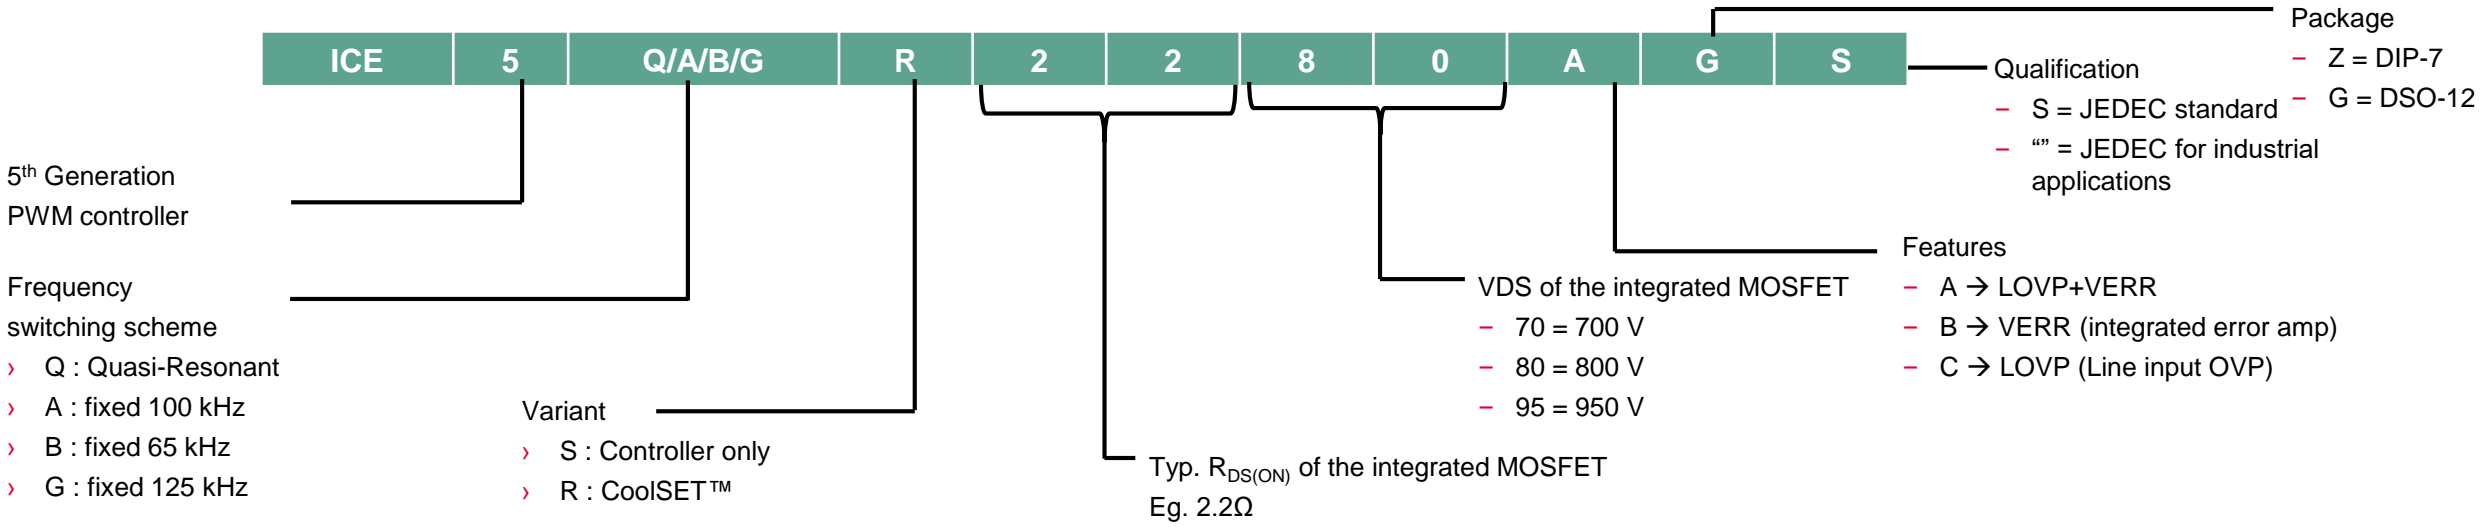 ICE 5 Q/A/B/G R 2 2 8 0 A G S
Package
– Z = DIP-7
– G = DSO-12
Qualification
– S = JEDEC standard
– “” = JEDEC for industrial
applications
5th Generation
PWM controller
Frequency
switching scheme
› Q : Quasi-Resonant
› A : fixed 100 kHz
› B : fixed 65 kHz
› G : fixed 125 kHz
Variant
› S : Controller only
› R : CoolSET™
Typ. RDS(ON) of the integrated MOSFET
Eg. 2.2Ω
VDS of the integrated MOSFET
– 70 = 700 V
– 80 = 800 V
– 95 = 950 V
Features
– A → LOVP+VERR
– B → VERR (integrated error amp)
– C → LOVP (Line input OVP)